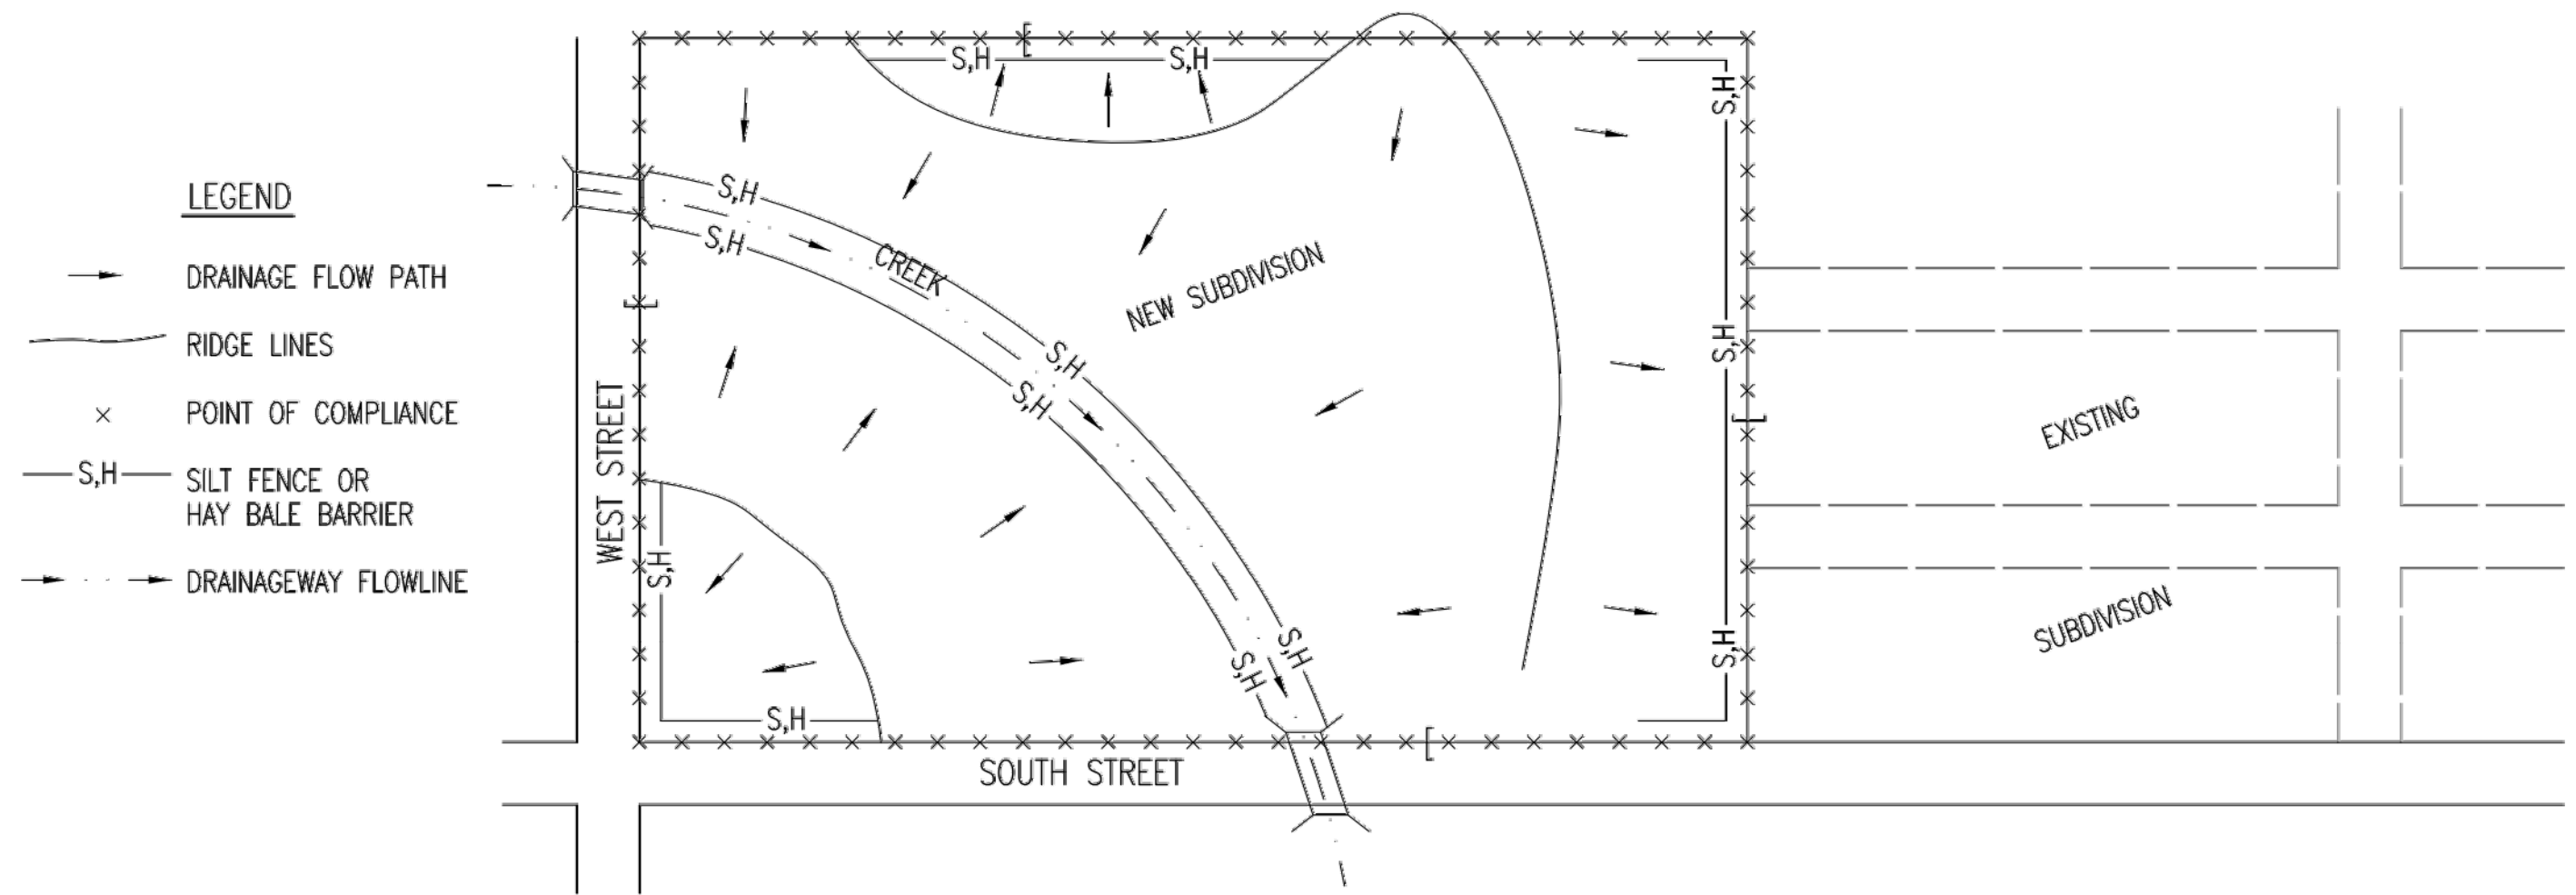 LEGEND
DRAINAGE FLOW PATH
RIDGE LINES
POINT OF COMPLIANCE
S,H
SILT FENCE OR
HAY BALE BARRIER
DRAINAGEWAY FLOWLINE
S,H
S,H
S,H
S,H
S,H
CREEK
NEW SUBDIVISION
S,H
S,H
S,H
WEST STREET
EXISTING
S,H
S,H
S,H
S,H
S,H
SUBDIVISION
SOUTH STREET